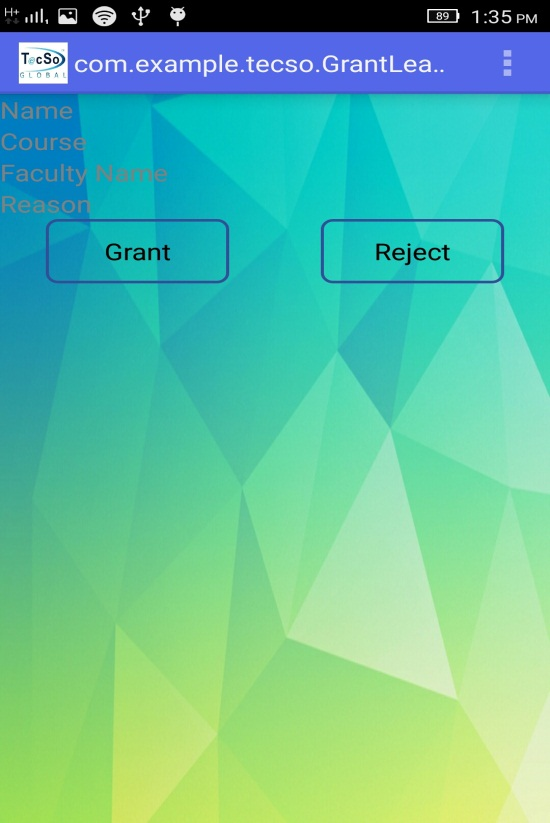 H+ 89 1:35 PM
TecSo GLOBAL com.example.tecso.GrantLea..
Name
Course
Faculty Name
Reason
Grant Reject